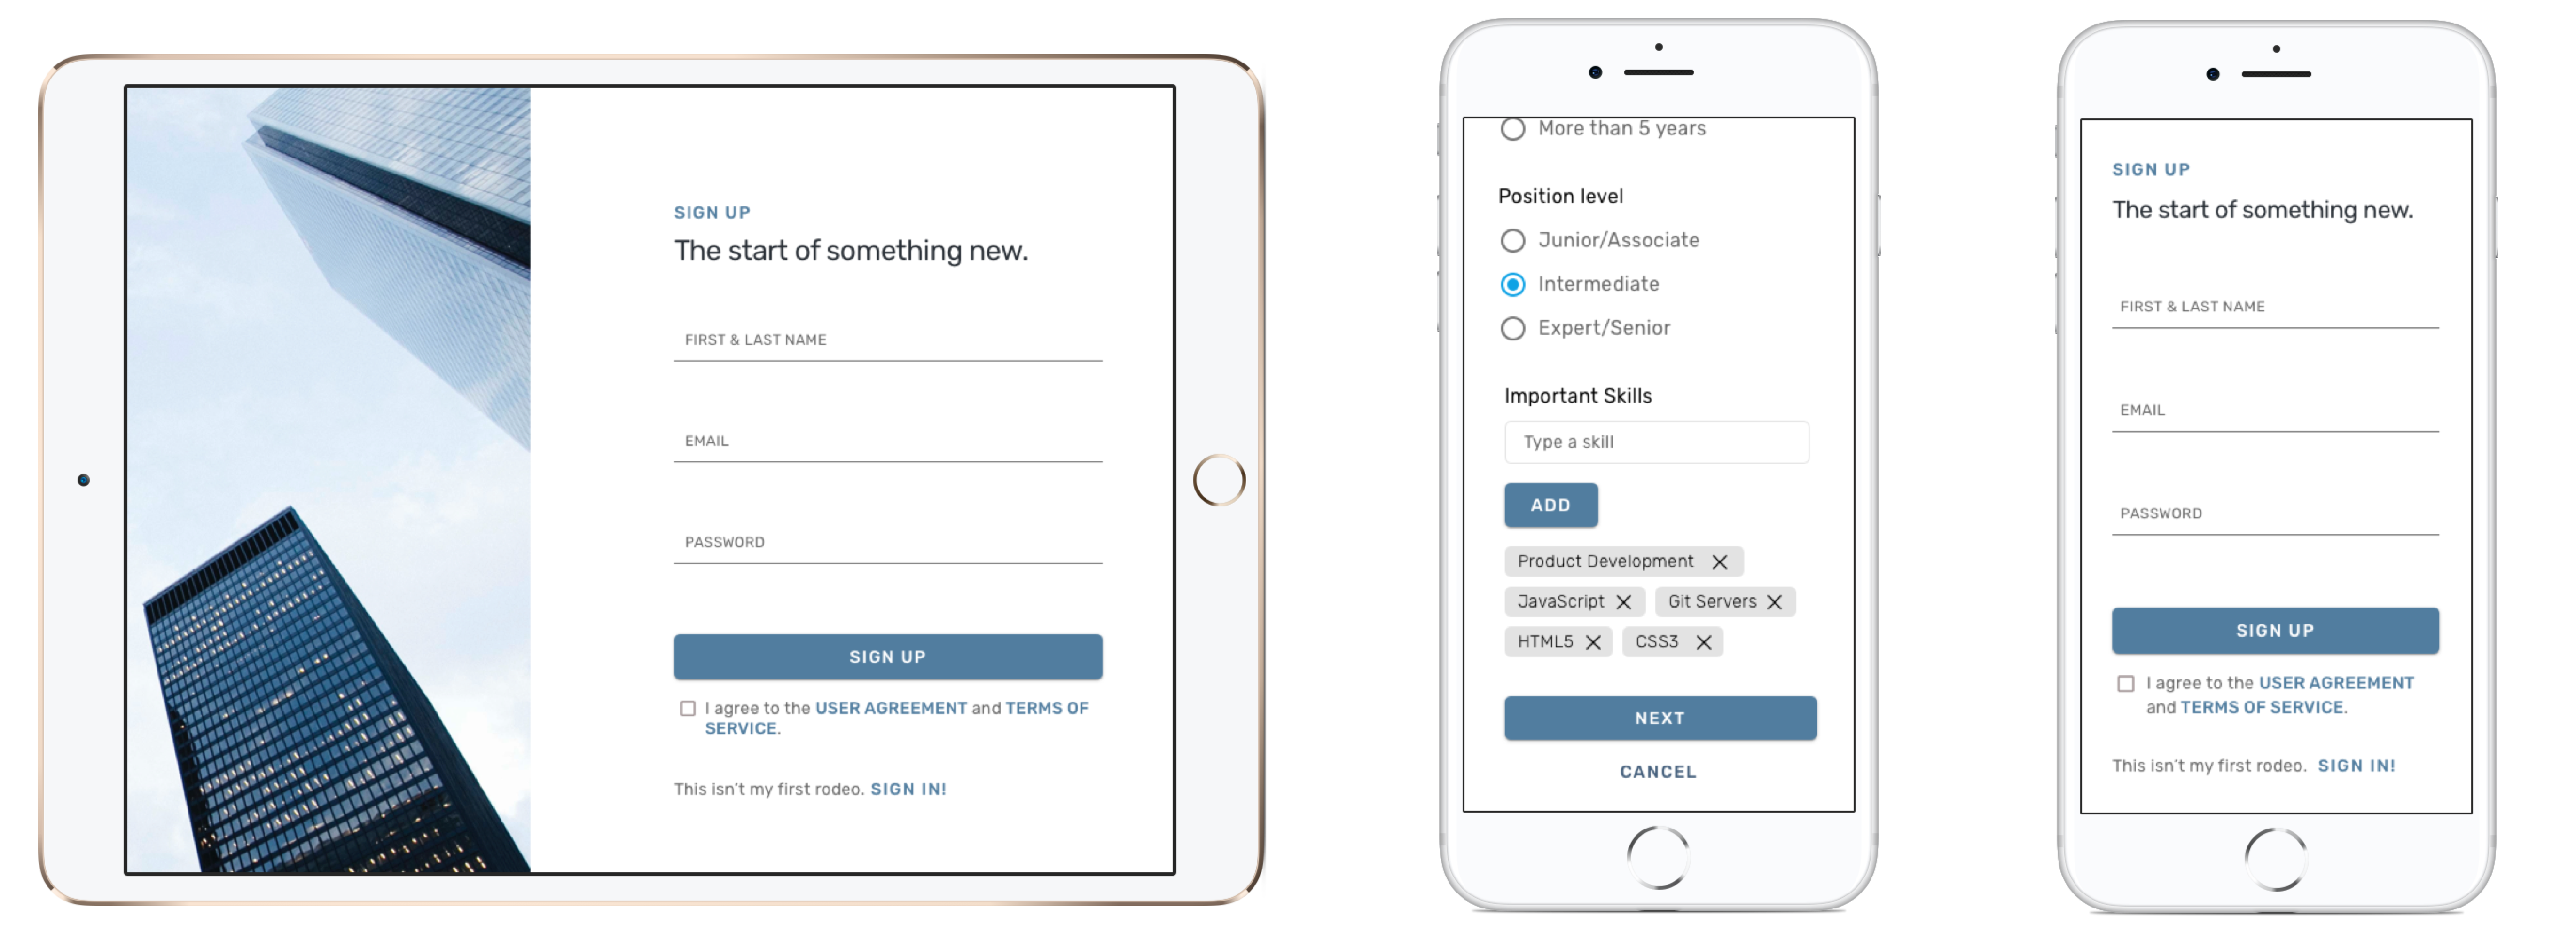 SIGN UP
The start of something new.
FIRST & LAST NAME
EMAIL
PASSWORD
SIGN UP
I agree to the USER AGREEMENT and TERMS OF
SERVICE.
This isn't my first rodeo. SIGN IN!
More than 5 years
Position level
Junior/Associate
Intermediate
Expert/Senior
Important Skills
Type a skill
ADD
Product Development
JavaScript Git Servers
HTML5 CSS3
NEXT
CANCEL
SIGN UP
The start of something new.
FIRST & LAST NAME
EMAIL
PASSWORD
SIGN UP
I agree to the USER AGREEMENT
and TERMS OF SERVICE.
This isn't my first rodeo. SIGN IN!